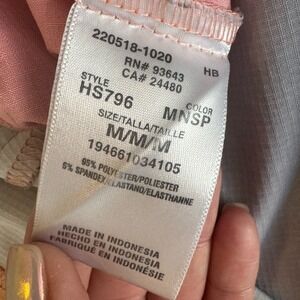 220518-1020
RN# 93643
CA# 24480
HB
STYLE
HS796
COLOR
MNSP
SIZE/TALLA/TAILLE
M/M/M
194661034105
95% POLYESTER/POLIESTER
5% SPANDEX/ELASTANO/ELASTHANNE
MADE IN INDONESIA
HECHO EN INDONESIA
FABRIQUÉ EN INDONÉSIE